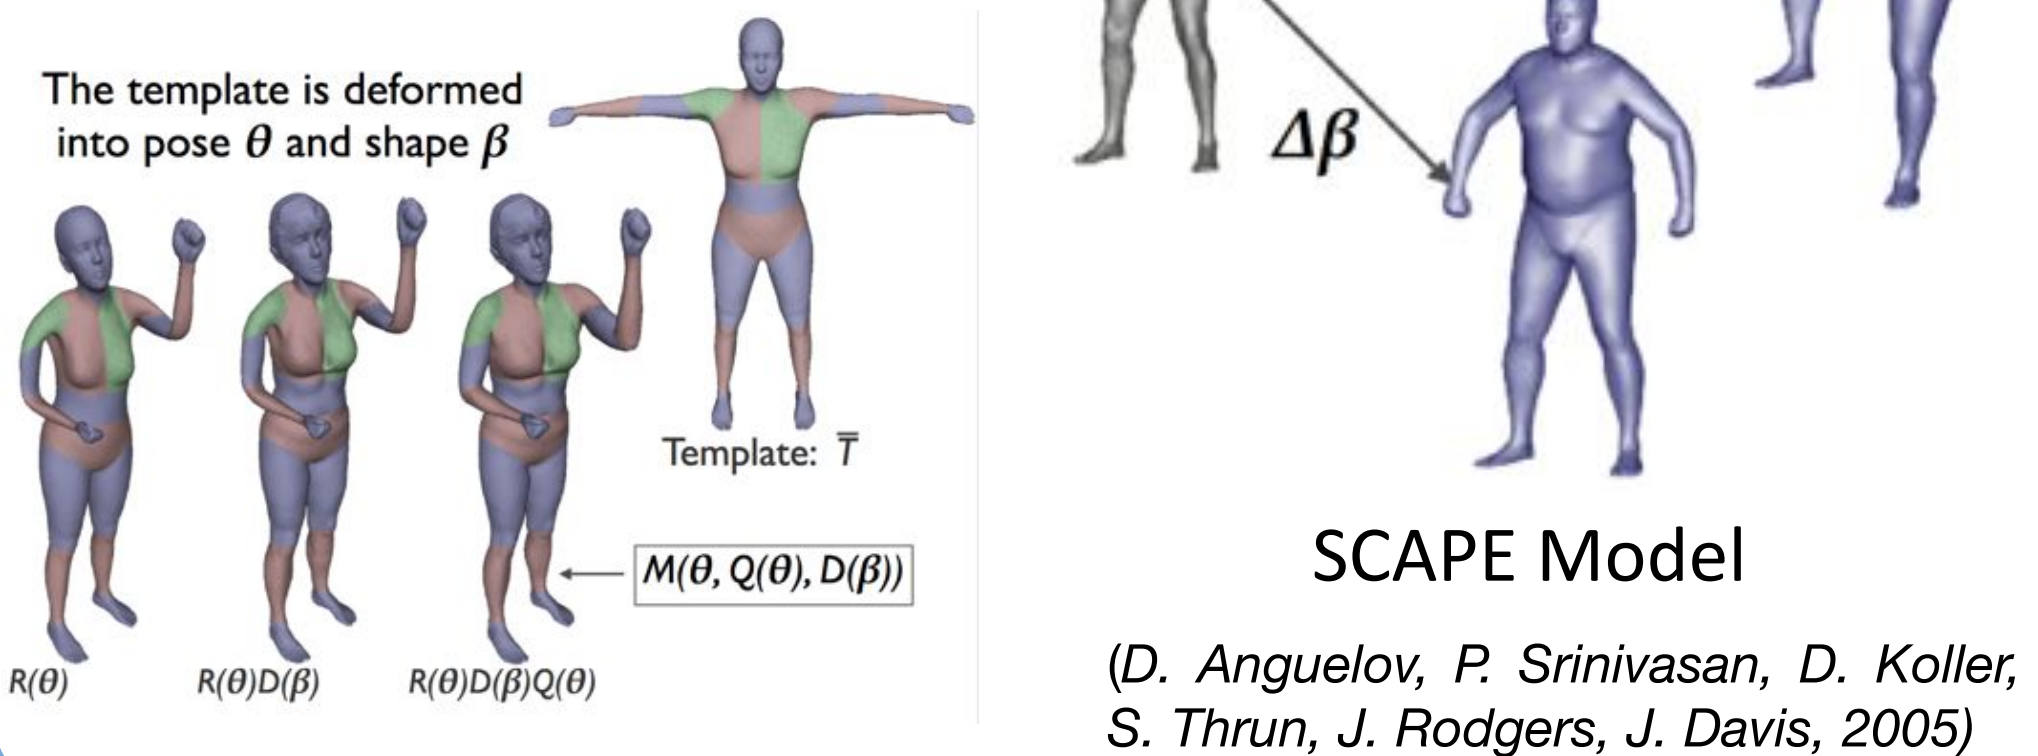 The template is deformed
into pose θ and shape β
Template: T̿
M(θ, Q(θ), D(β))
R(θ)
R(θ)D(β)
R(θ)D(β)Q(θ)
Δβ
SCAPE Model
(D. Anguelov, P. Srinivasan, D. Koller,
S. Thrun, J. Rodgers, J. Davis, 2005)